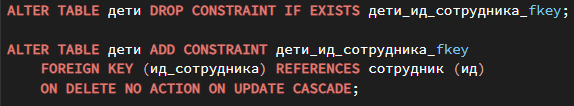 ALTER TABLE дети DROP CONSTRAINT IF EXISTS дети_ид_сотрудника_fkey;
ALTER TABLE дети ADD CONSTRAINT дети_ид_сотрудника_fkey
FOREIGN KEY (ид_сотрудника) REFERENCES сотрудник (ид)
ON DELETE NO ACTION ON UPDATE CASCADE;